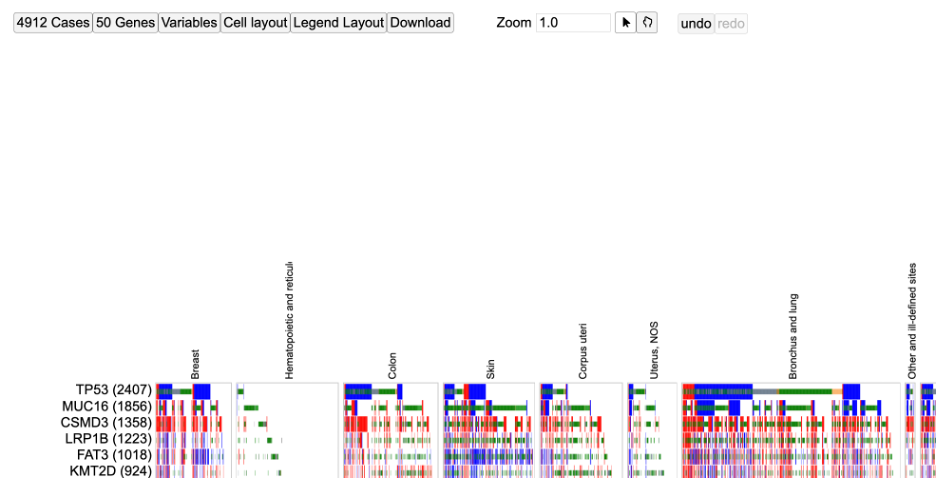 4912 Cases 50 Genes Variables Cell layout Legend Layout Download Zoom 1.0 undo redo
Breast
Hematopoietic and
Colon
Skin
Corpus uteri
Uterus, NOS
Bronchus and lung
Other and ill-defined sites
TP53 (2407)
MUC16 (1856)
CSMD3 (1358)
LRP1B (1223)
FAT3 (1018)
KMT2D (924)